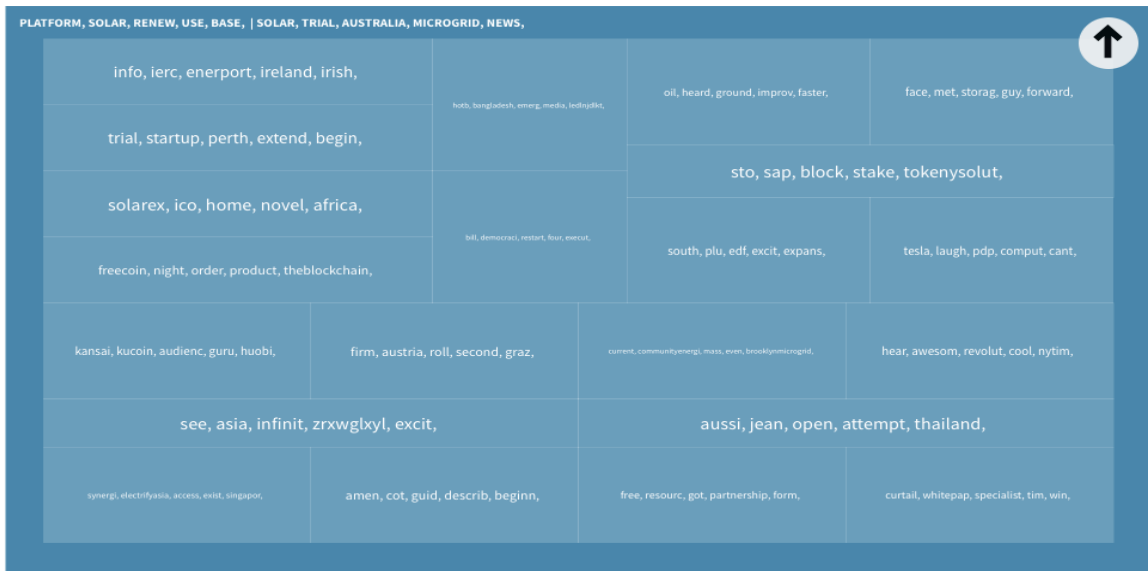 PLATFORM, SOLAR, RENEW, USE, BASE, | SOLAR, TRIAL, AUSTRALIA, MICROGRID, NEWS,
info, ierc, enerport, ireland, irish,
trial, startup, perth, extend, begin,
solarex, ico, home, novel, africa,
freecoin, night, order, product, theblockchain,
hotb, bangladesh, emerg, media,
bill, democraci, restart, four, execut,
oil, heard, ground, improv, faster,
face, met, storag, guy, forward,
sto, sap, block, stake, tokenysolut,
south, plu, edf, excit, expans,
tesla, laugh, pdp, comput, cant,
kansai, kucoin, audienc, guru, huobi,
firm, austria, roll, second, graz,
current, communityenergi, mass, even, brooklynmicrogrid,
hear, awesom, revolut, cool, nytim,
see, asia, infinit, zrxwglxyl, excit,
aussi, jean, open, attempt, thailand,
synergi, electrifyasia, access, exist, singapor,
amen, cot, guid, describ, beginn,
free, resourc, got, partnership, form,
curtail, whitepap, specialist, tim, win,